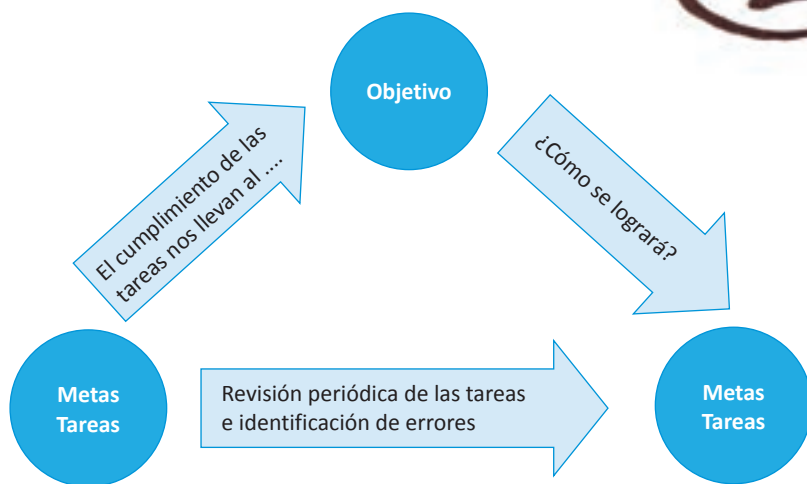 Objetivo
El cumplimiento de las
tareas nos llevan al ....
¿Cómo se logrará?
Metas
Tareas
Revisión periódica de las tareas
e identificación de errores
Metas
Tareas